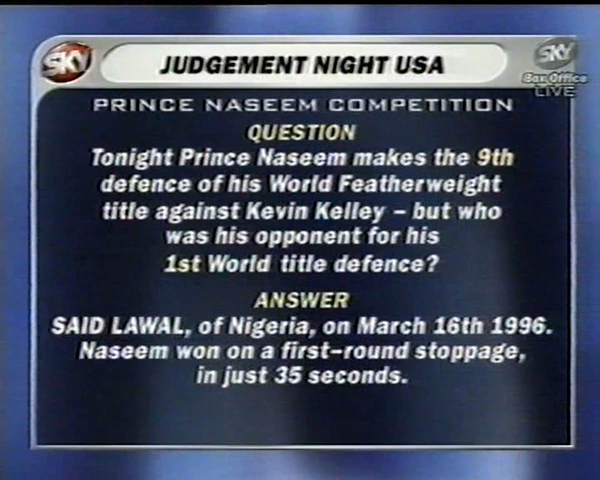 SKY
JUDGEMENT NIGHT USA
SKY
Box Office
LIVE
PRINCE NASEEM COMPETITION
QUESTION
Tonight Prince Naseem makes the 9th
defence of his World Featherweight
title against Kevin Kelley – but who
was his opponent for his
1st World title defence?
ANSWER
SAID LAWAL, of Nigeria, on March 16th 1996.
Naseem won on a first–round stoppage,
in just 35 seconds.